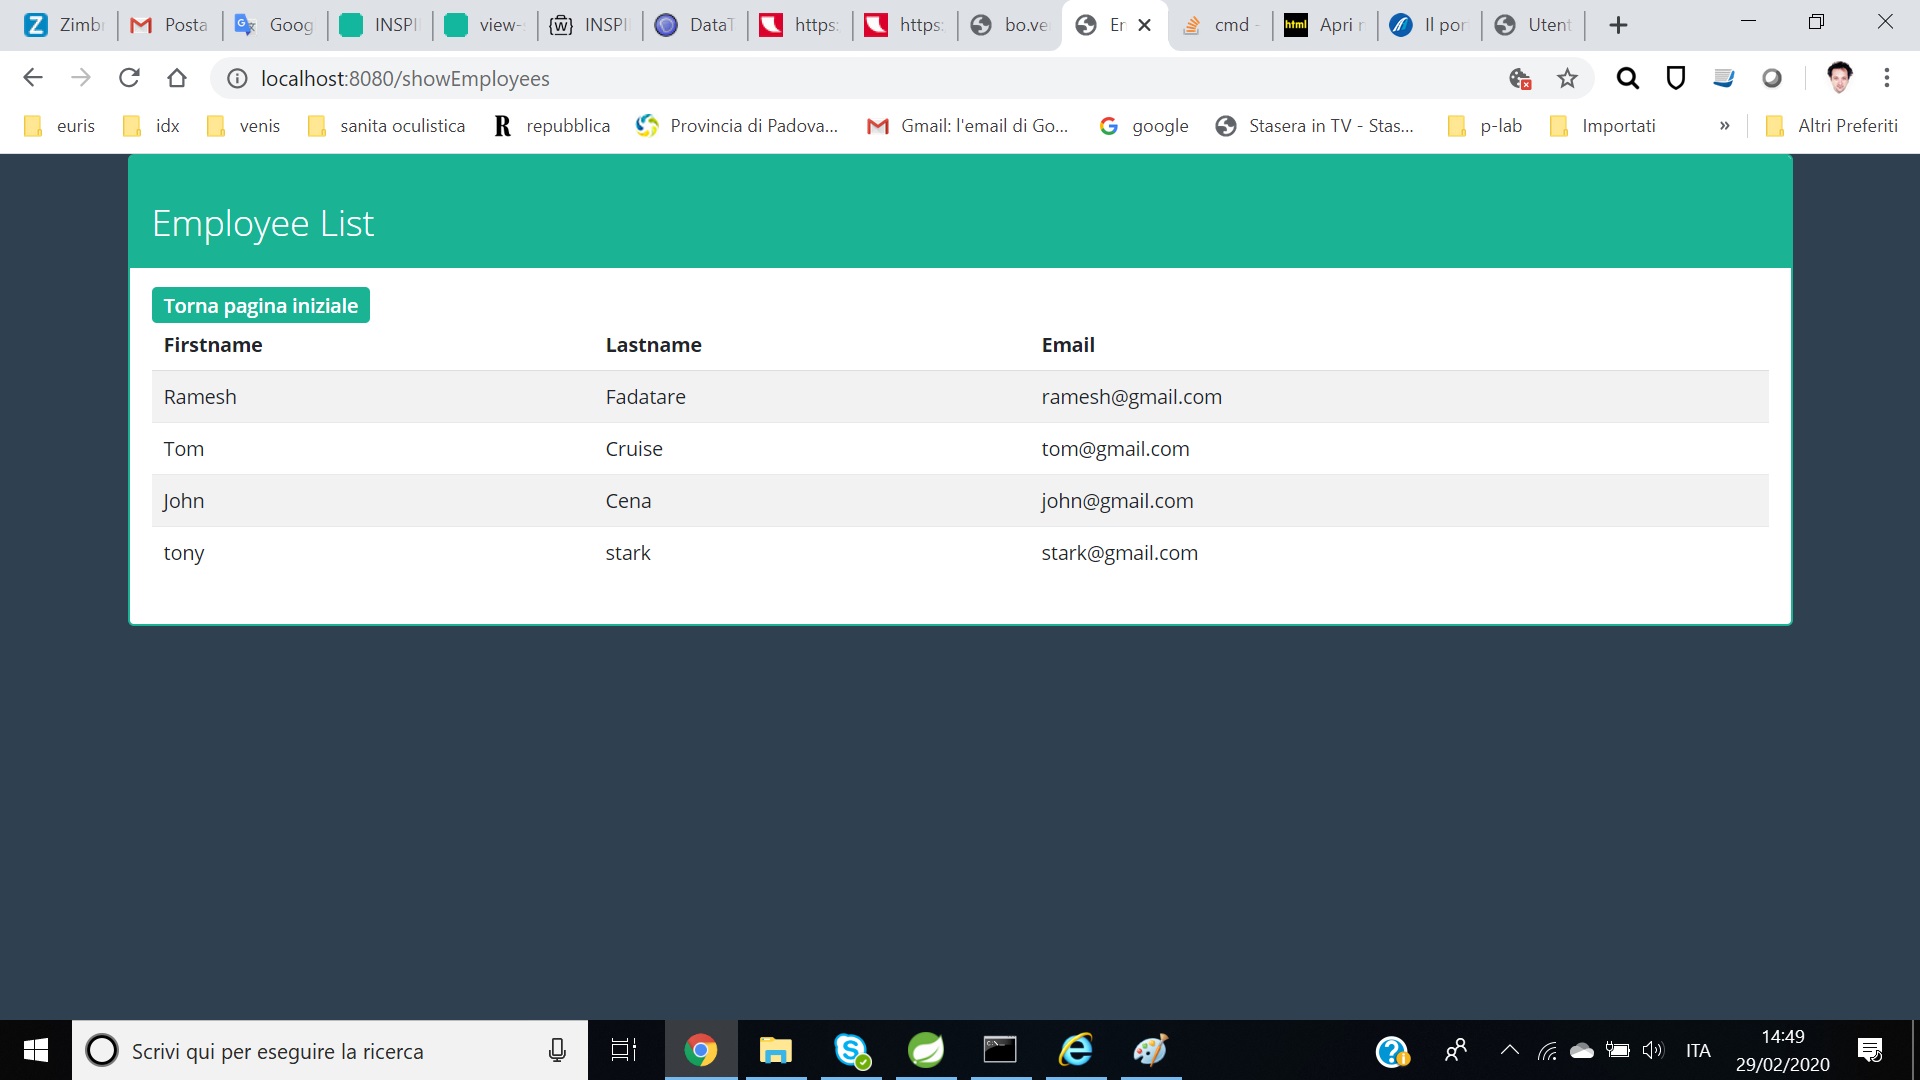 Zimb Posta Goog INSPI view- INSPI DataT https: https: bo.ve En cmd - Apri Il por Utent
localhost:8080/showEmployees
euris idx venis sanita oculistica repubblica Provincia di Padova... Gmail: l'email di Go... google Stasera in TV - Stas... p-lab Importati » Altri Preferiti
Employee List
Torna pagina iniziale
Firstname Lastname Email
Ramesh Fadatare ramesh@gmail.com
Tom Cruise tom@gmail.com
John Cena john@gmail.com
tony stark stark@gmail.com
Scrivi qui per eseguire la ricerca
ITA
14:49
29/02/2020